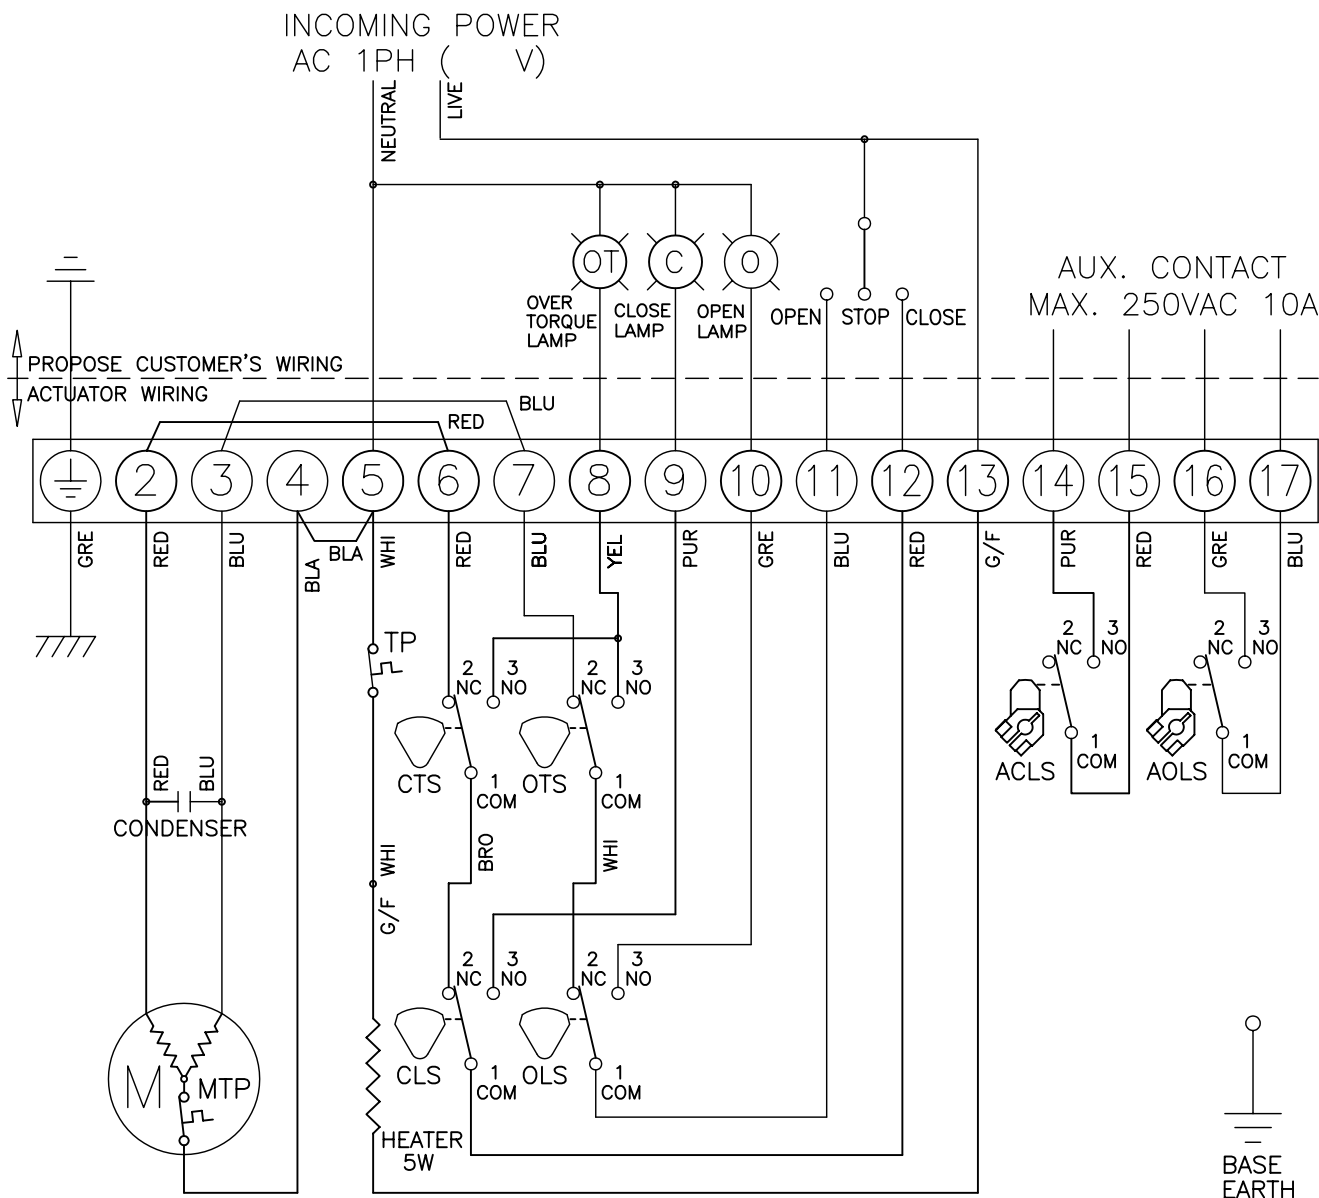 INCOMING POWER
AC 1PH ( V)
NEUTRAL
LIVE
OT
C
O
OVER
TORQUE
LAMP
CLOSE
LAMP
OPEN
LAMP
OPEN
STOP
CLOSE
AUX. CONTACT
MAX. 250VAC 10A
PROPOSE CUSTOMER'S WIRING
ACTUATOR WIRING
BLU
RED
2
3
4
5
6
7
8
9
10
11
12
13
14
15
16
17
GRE
RED
BLU
BLA
BLA
WHI
RED
BLU
YEL
PUR
GRE
BLU
RED
G/F
PUR
RED
GRE
BLU
TP
2
NC
3
NO
2
NC
3
NO
2
NC
3
NO
2
NC
3
NO
CTS
1
COM
OTS
1
COM
ACLS
1
COM
AOLS
1
COM
RED
BLU
CONDENSER
WHI
G/F
BRO
WHI
2
NC
3
NO
2
NC
3
NO
CLS
1
COM
OLS
1
COM
M
MTP
HEATER
5W
BASE
EARTH